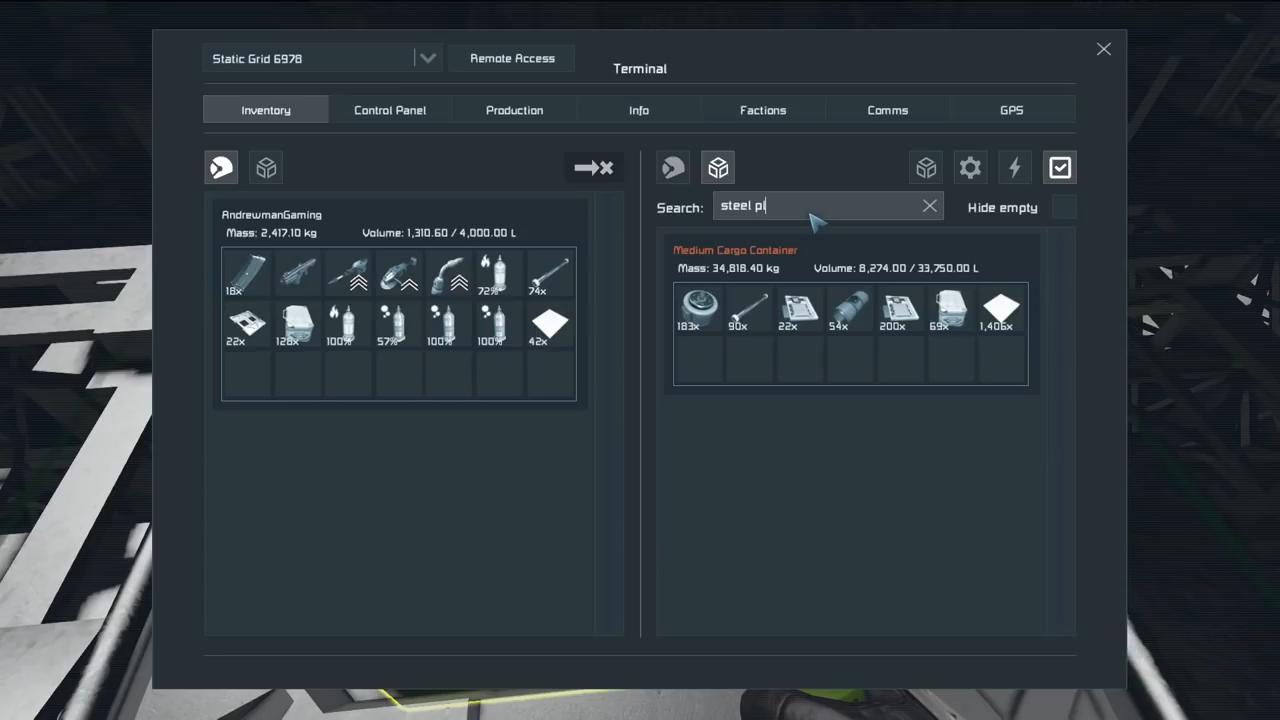 Static Grid 6978
Remote Access
Terminal
Inventory
Control Panel
Production
Info
Factions
Comms
GPS
Search: steel pl
Hide empty
AndrewmanGaming
Mass: 2,417.10 kg Volume: 1,310.60 / 4,000.00 L
18x 72% 74x
22x 128x 100% 57% 100% 100% 42x
Medium Cargo Container
Mass: 34,818.40 kg Volume: 8,274.00 / 33,750.00 L
183x 90x 22x 54x 200x 69x 1,406x